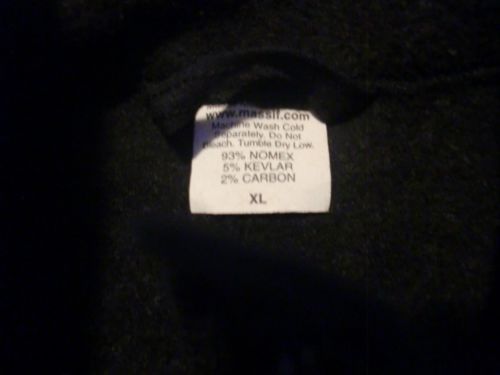 www.massif.com
Machine Wash Cold
Separately. Do Not
Bleach. Tumble Dry Low.
93% NOMEX
5% KEVLAR
2% CARBON
XL